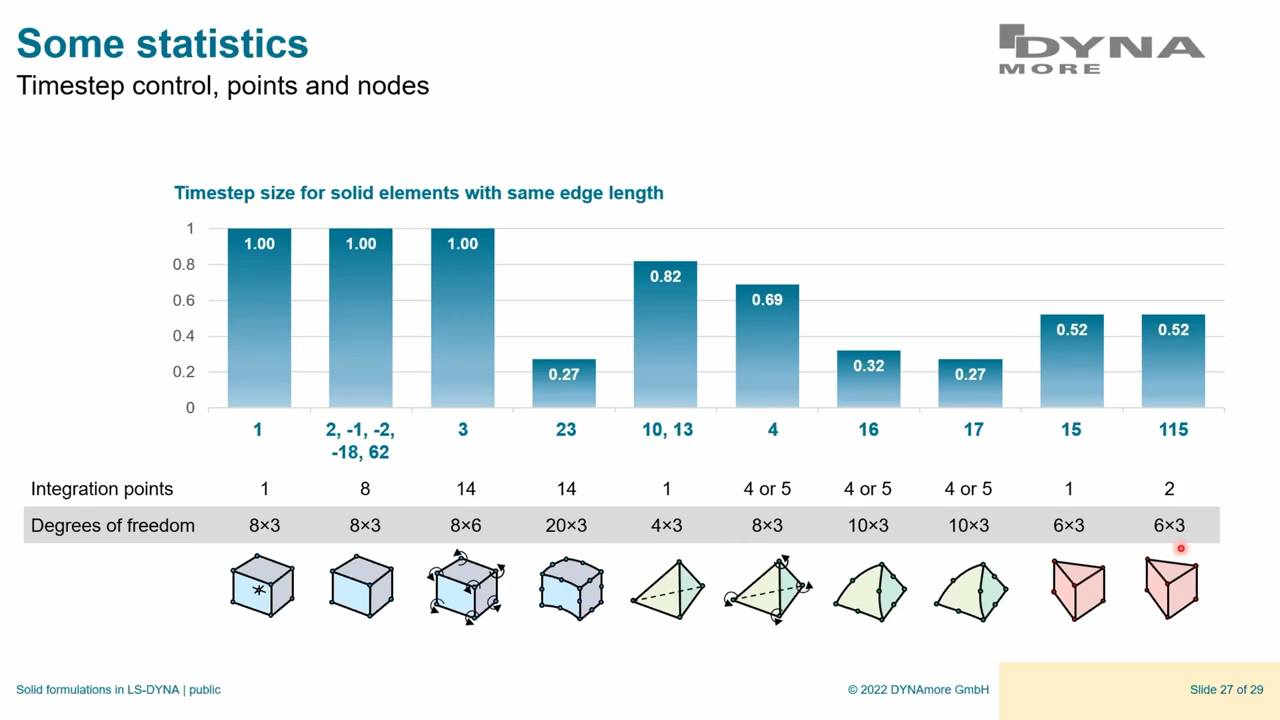 Some statistics
DYNA
MORE
Timestep control, points and nodes
Timestep size for solid elements with same edge length
1
0.8
0.6
0.4
0.2
0
1.00 1.00 1.00 0.27 0.82 0.69 0.32 0.27 0.52 0.52
1 2, -1, -2, 3 23 10, 13 4 16 17 15 115
-18, 62
Integration points 1 8 14 14 1 4 or 5 4 or 5 4 or 5 1 2
Degrees of freedom 8×3 8×3 8×6 20×3 4×3 8×3 10×3 10×3 6×3 6×3
Solid formulations in LS-DYNA | public
© 2022 DYNAmore GmbH
Slide 27 of 29